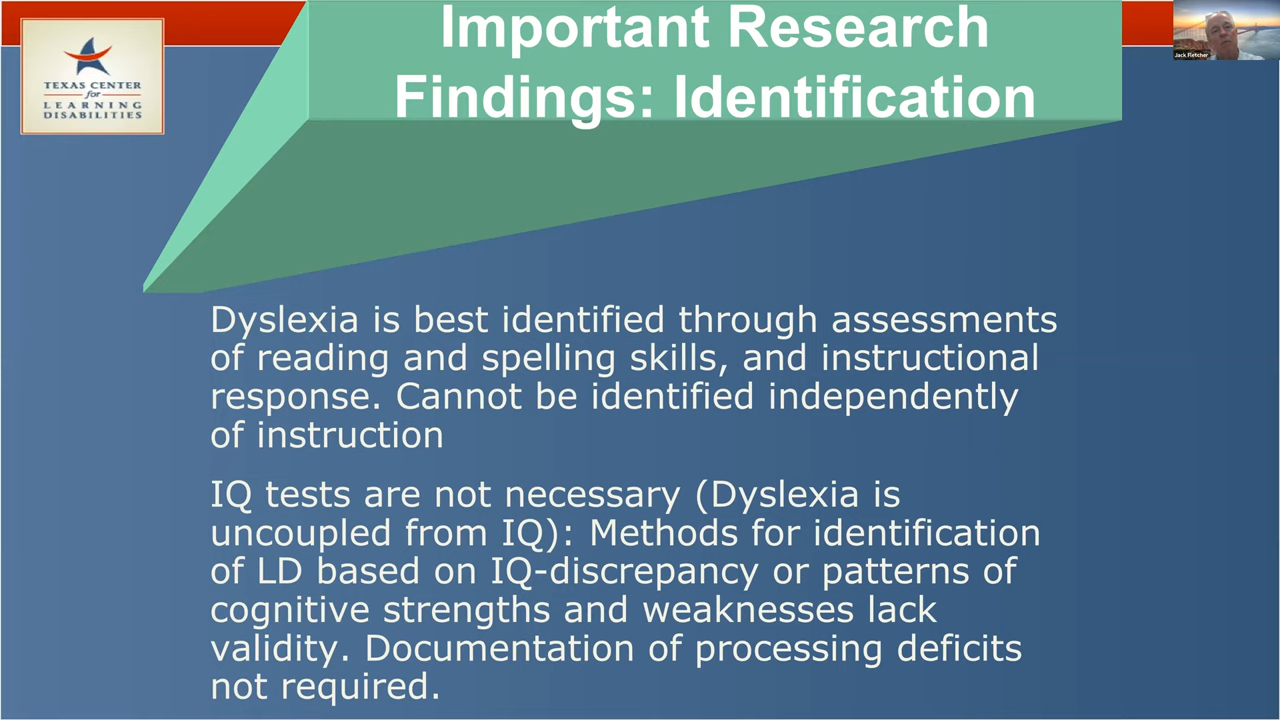 Important Research
Findings: Identification
TEXAS CENTER
for
LEARNING
DISABILITIES
Jack Fletcher
Dyslexia is best identified through assessments
of reading and spelling skills, and instructional
response. Cannot be identified independently
of instruction
IQ tests are not necessary (Dyslexia is
uncoupled from IQ): Methods for identification
of LD based on IQ-discrepancy or patterns of
cognitive strengths and weaknesses lack
validity. Documentation of processing deficits
not required.